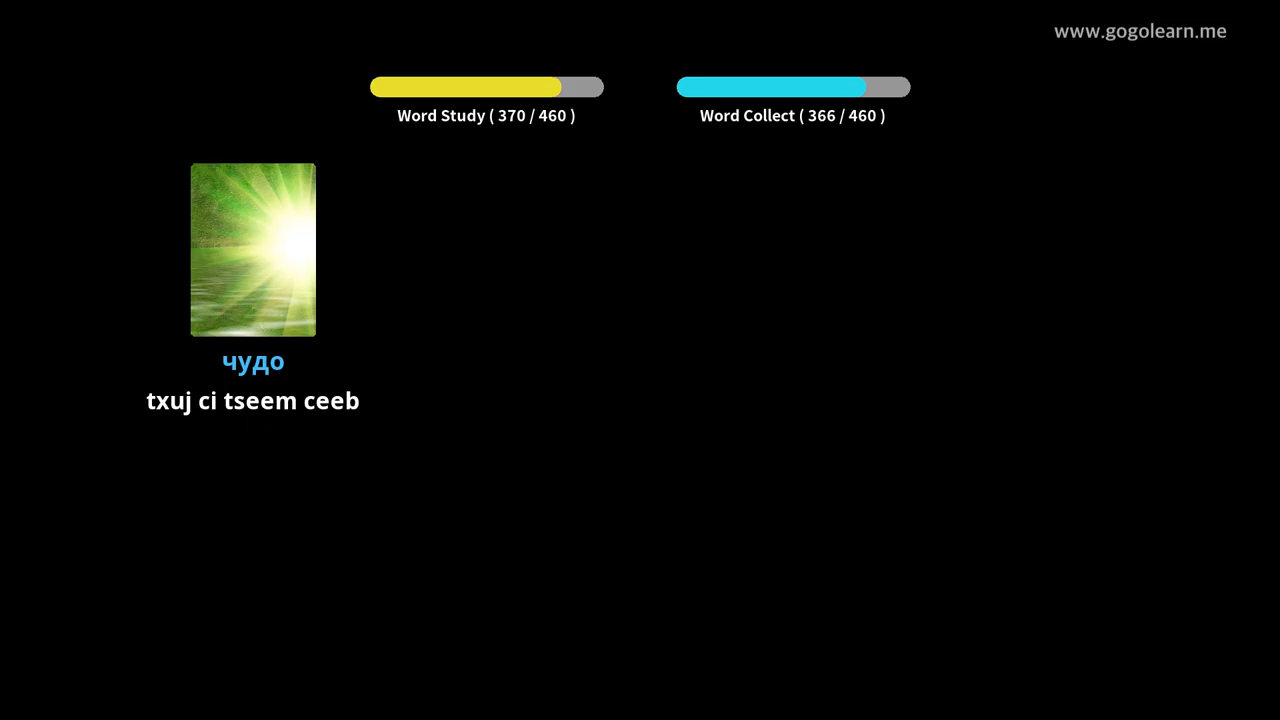 www.gogolearn.me
Word Study ( 370 / 460 )
Word Collect ( 366 / 460 )
чудо
txuj ci tseem ceeb